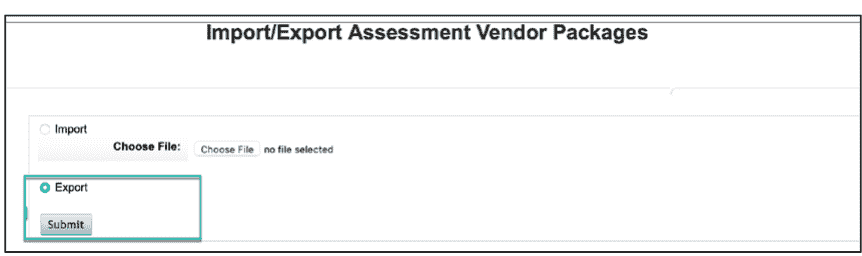 Import/Export Assessment Vendor Packages
Import
Choose File: Choose File no file selected
Export
Submit